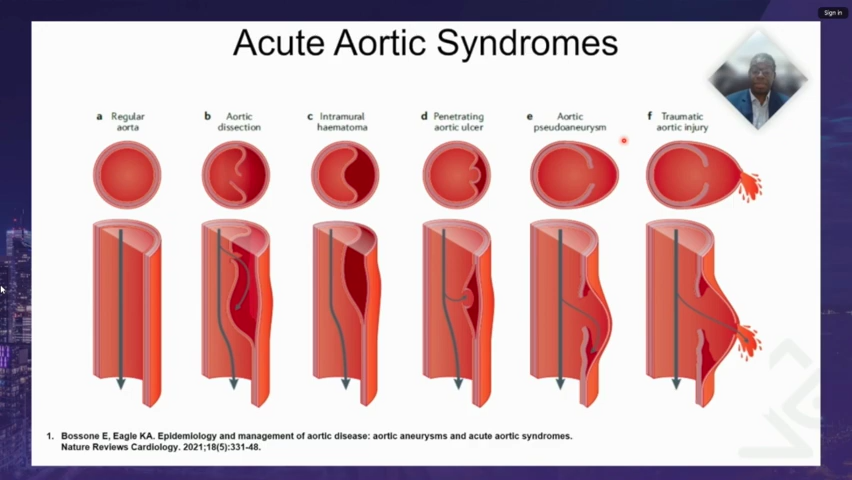 Sign in
Acute Aortic Syndromes
a Regular
aorta
b Aortic
dissection
c Intramural
haematoma
d Penetrating
aortic ulcer
e Aortic
pseudoaneurysm
f Traumatic
aortic injury
1. Bossone E, Eagle KA. Epidemiology and management of aortic disease: aortic aneurysms and acute aortic syndromes.
Nature Reviews Cardiology. 2021;18(5):331-48.